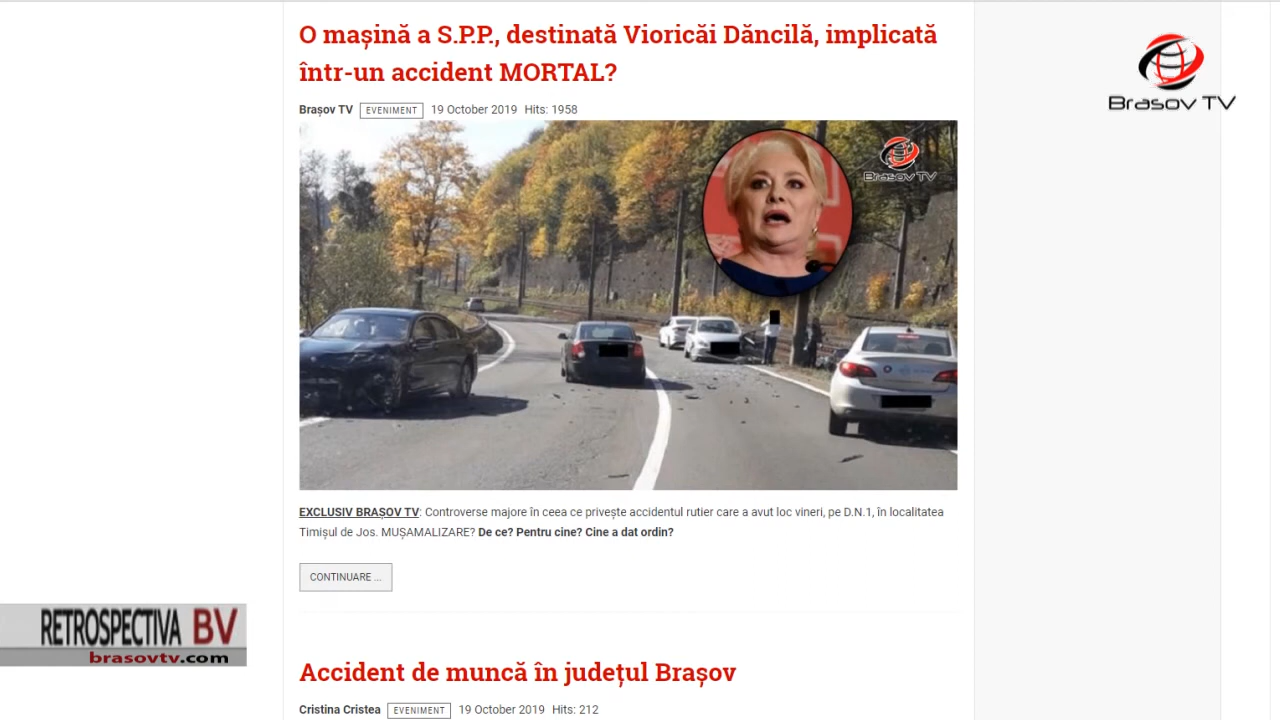 O mașină a S.P.P., destinată Vioricăi Dăncilă, implicată
într-un accident MORTAL?
Brasov TV
Brașov TV EVENIMENT 19 October 2019 Hits: 1958
Brasov TV
EXCLUSIV BRAȘOV TV: Controverse majore în ceea ce privește accidentul rutier care a avut loc vineri, pe D.N.1, în localitatea
Timișul de Jos. MUȘAMALIZARE? De ce? Pentru cine? Cine a dat ordin?
CONTINUARE ...
RETROSPECTIVA BV
brasovtv.com
Accident de muncă în județul Brașov
Cristina Cristea EVENIMENT 19 October 2019 Hits: 212